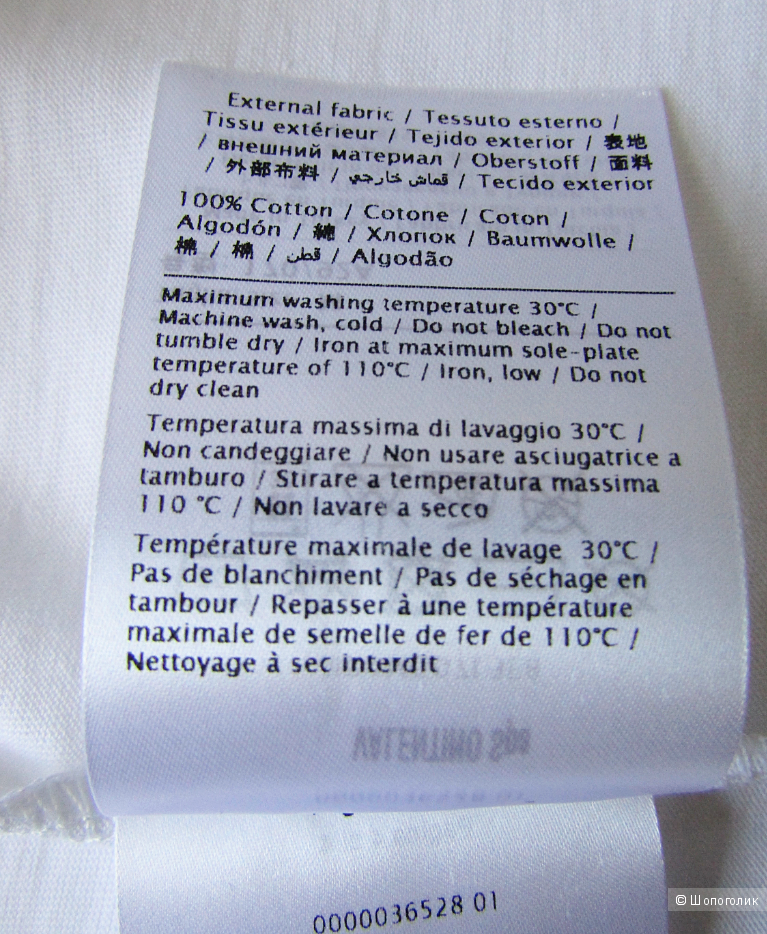 External fabric / Tessuto esterno /
Tissu extérieur / Tejido exterior / 表地
/ внешний материал / Oberstoff / 面料
/ 外部布料 / قماش خارجي / Tecido exterior
100% Cotton / Cotone / Coton /
Algodón / 綿 / Хлопок / Baumwolle /
棉 / 棉 / قطن / Algodão
Maximum washing temperature 30°C /
Machine wash, cold / Do not bleach / Do not
tumble dry / Iron at maximum sole-plate
temperature of 110°C / Iron, low / Do not
dry clean
Temperatura massima di lavaggio 30°C /
Non candeggiare / Non usare asciugatrice a
tamburo / Stirare a temperatura massima
110 °C / Non lavare a secco
Température maximale de lavage 30°C /
Pas de blanchiment / Pas de séchage en
tambour / Repasser à une température
maximale de semelle de fer de 110°C /
Nettoyage à sec interdit
VALENTINO Spa
0000036528 01
© Шопоголик